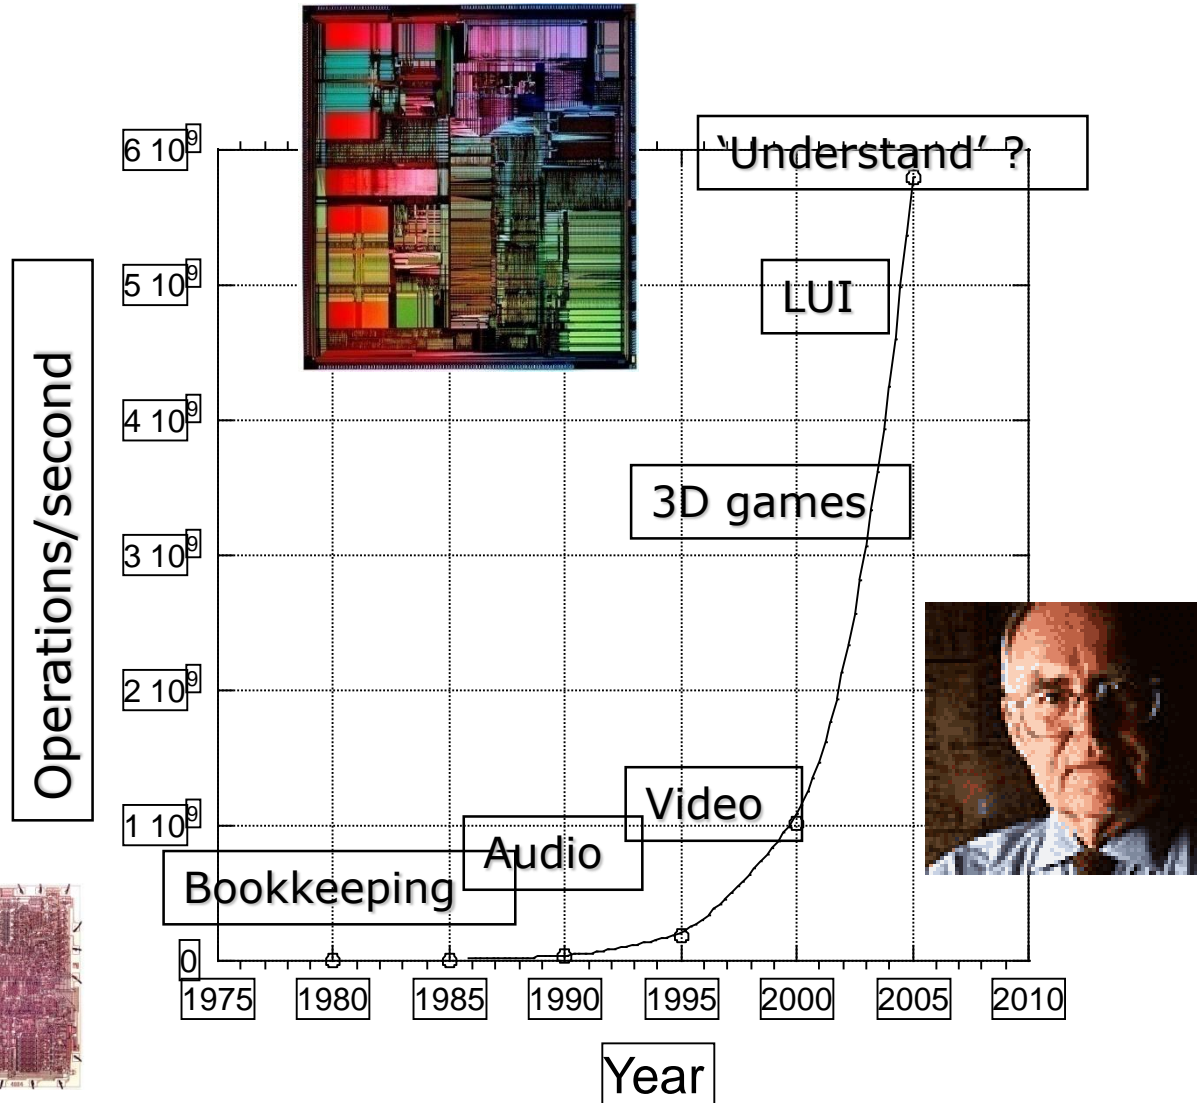 6 10⁹
5 10⁹
4 10⁹
3 10⁹
2 10⁹
1 10⁹
0
Operations/second
‘Understand’ ?
LUI
3D games
Video
Audio
Bookkeeping
1975 1980 1985 1990 1995 2000 2005 2010
Year